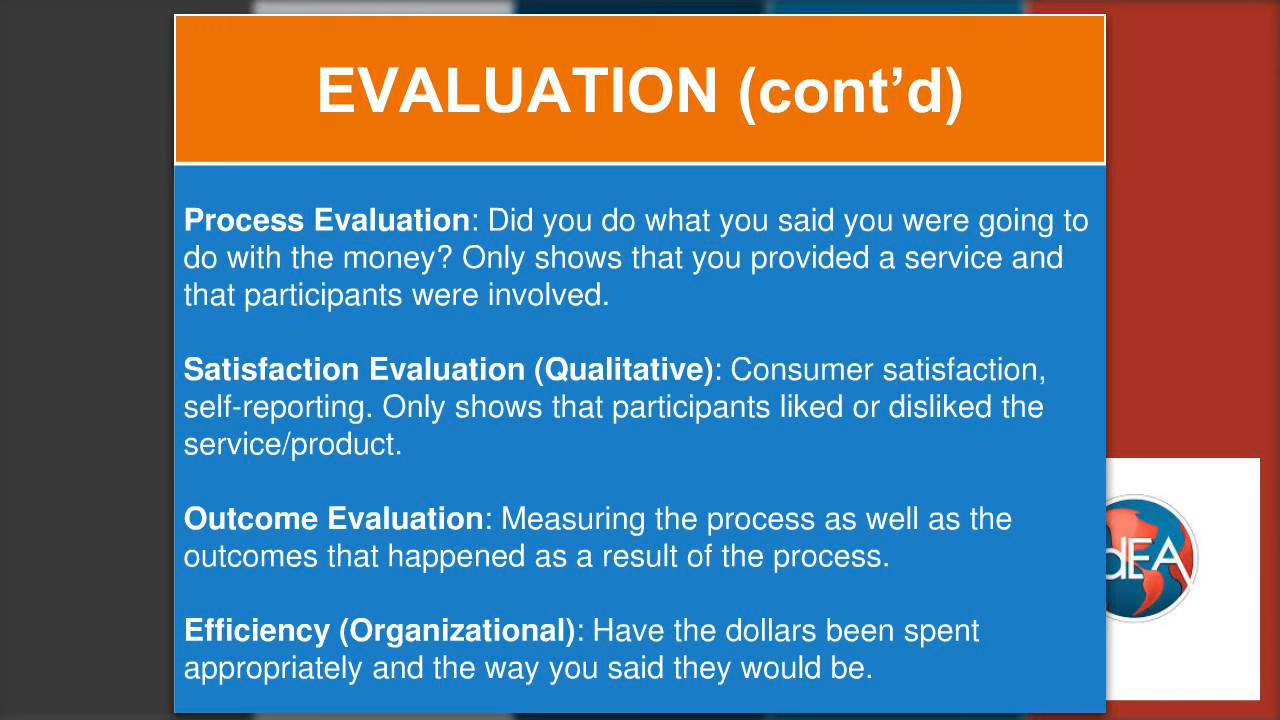 EVALUATION (cont’d)
Process Evaluation: Did you do what you said you were going to
do with the money? Only shows that you provided a service and
that participants were involved.
Satisfaction Evaluation (Qualitative): Consumer satisfaction,
self-reporting. Only shows that participants liked or disliked the
service/product.
Outcome Evaluation: Measuring the process as well as the
outcomes that happened as a result of the process.
Efficiency (Organizational): Have the dollars been spent
appropriately and the way you said they would be.
dEA